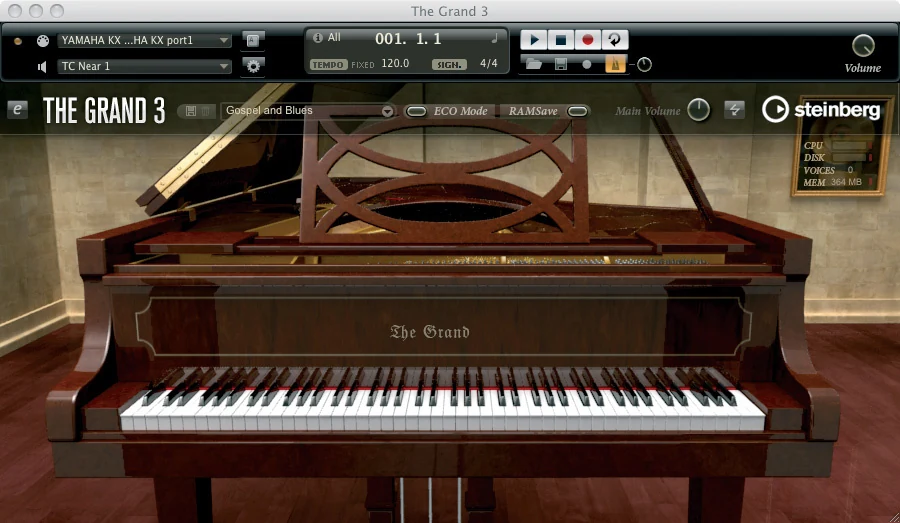 The Grand 3
YAMAHA KX ...HA KX port1
TC Near 1
All 001. 1. 1
TEMPO FIXED 120.0 SIGN. 4/4
Volume
e THE GRAND 3
Gospel and Blues
ECO Mode RAMSave
Main Volume
steinberg
CPU
DISK
VOICES 0
MEM 364 MB
The Grand